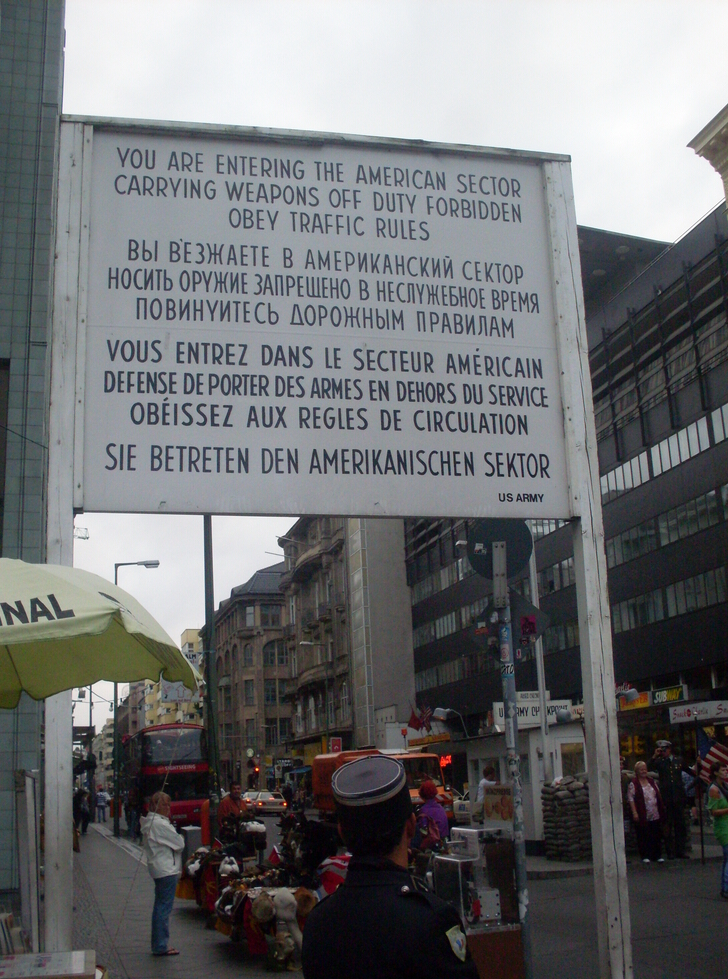 YOU ARE ENTERING THE AMERICAN SECTOR
CARRYING WEAPONS OFF DUTY FORBIDDEN
OBEY TRAFFIC RULES
ВЫ ВЪЕЗЖАЕТЕ В АМЕРИКАНСКИЙ СЕКТОР
НОСИТЬ ОРУЖИЕ ЗАПРЕЩЕНО В НЕСЛУЖЕБНОЕ ВРЕМЯ
ПОВИНУИТЕСЬ ДОРОЖНЫМ ПРАВИЛАМ
VOUS ENTREZ DANS LE SECTEUR AMÉRICAIN
DEFENSE DE PORTER DES ARMES EN DEHORS DU SERVICE
OBÉISSEZ AUX REGLES DE CIRCULATION
SIE BETRETEN DEN AMERIKANISCHEN SEKTOR
US ARMY
NAL
SUBWAY